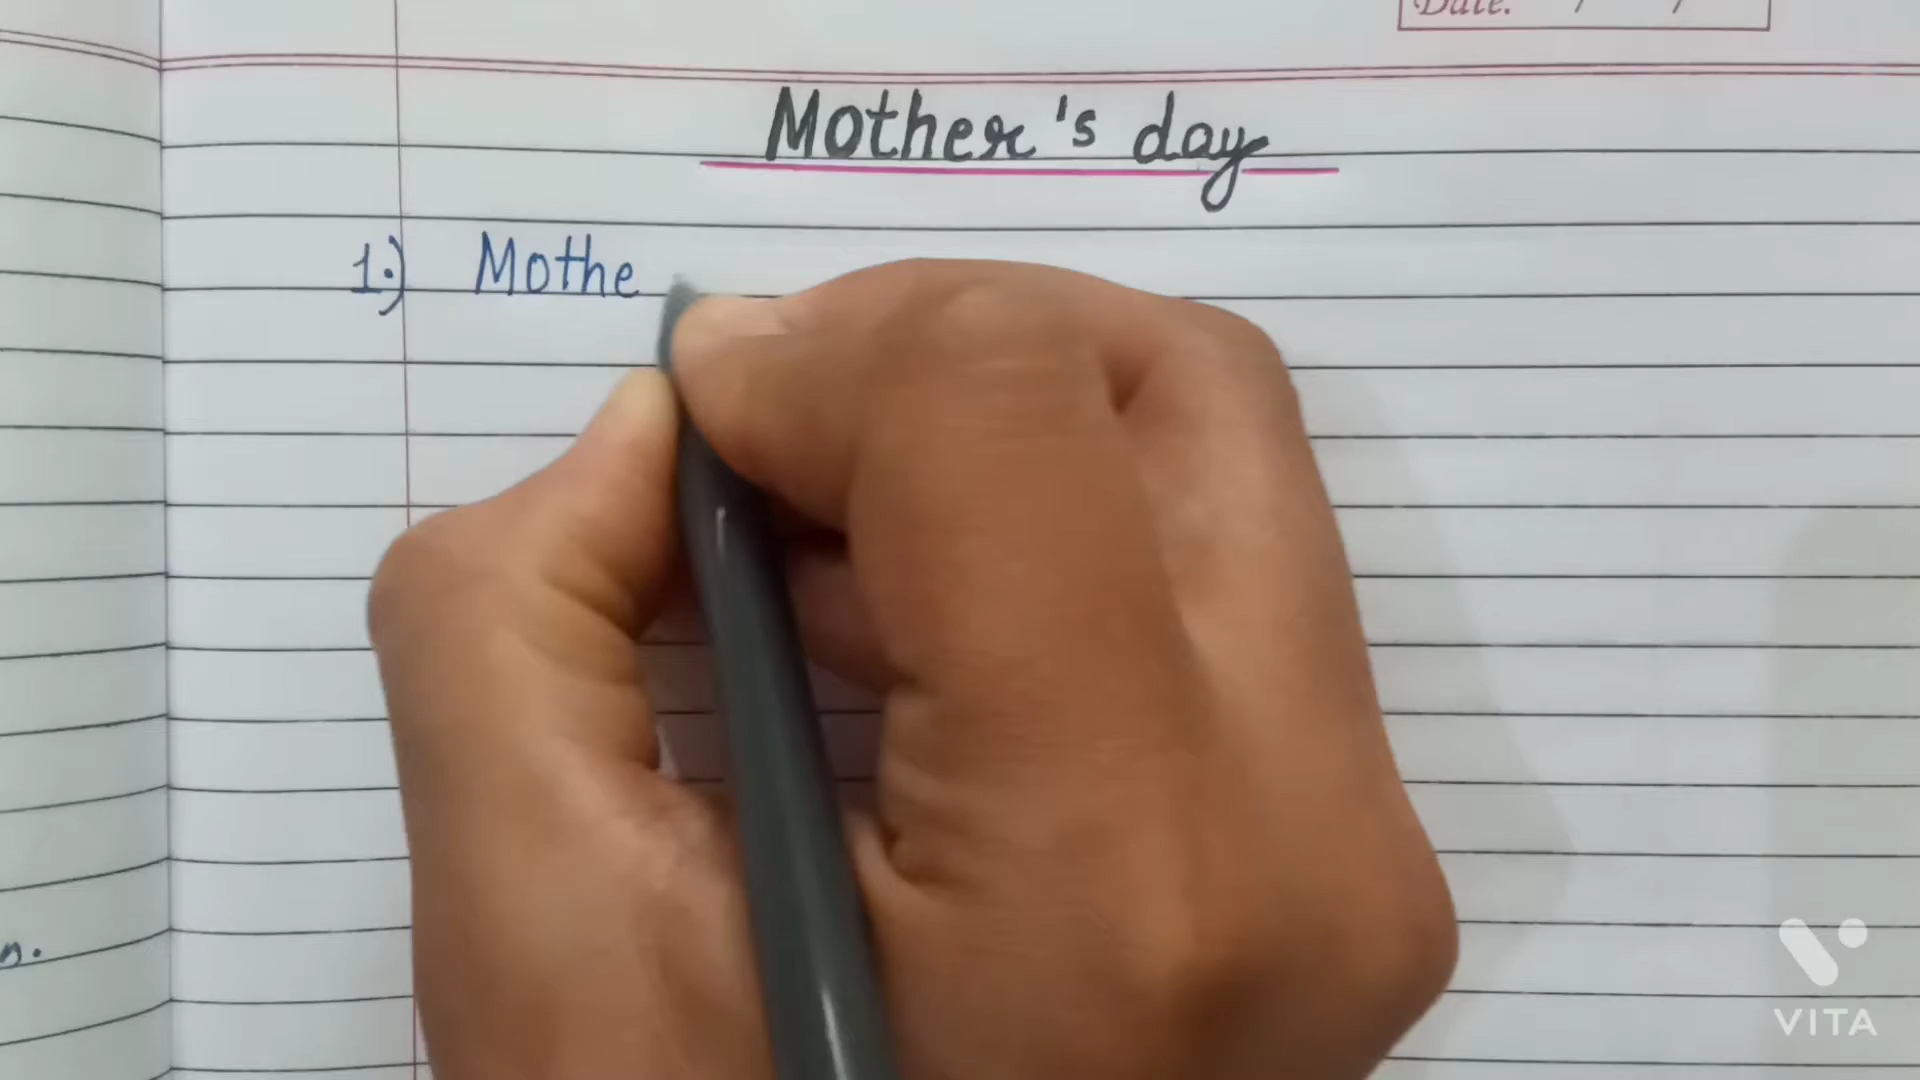 Date. / /
Mother's day
1.) Mothe
n.
VITA